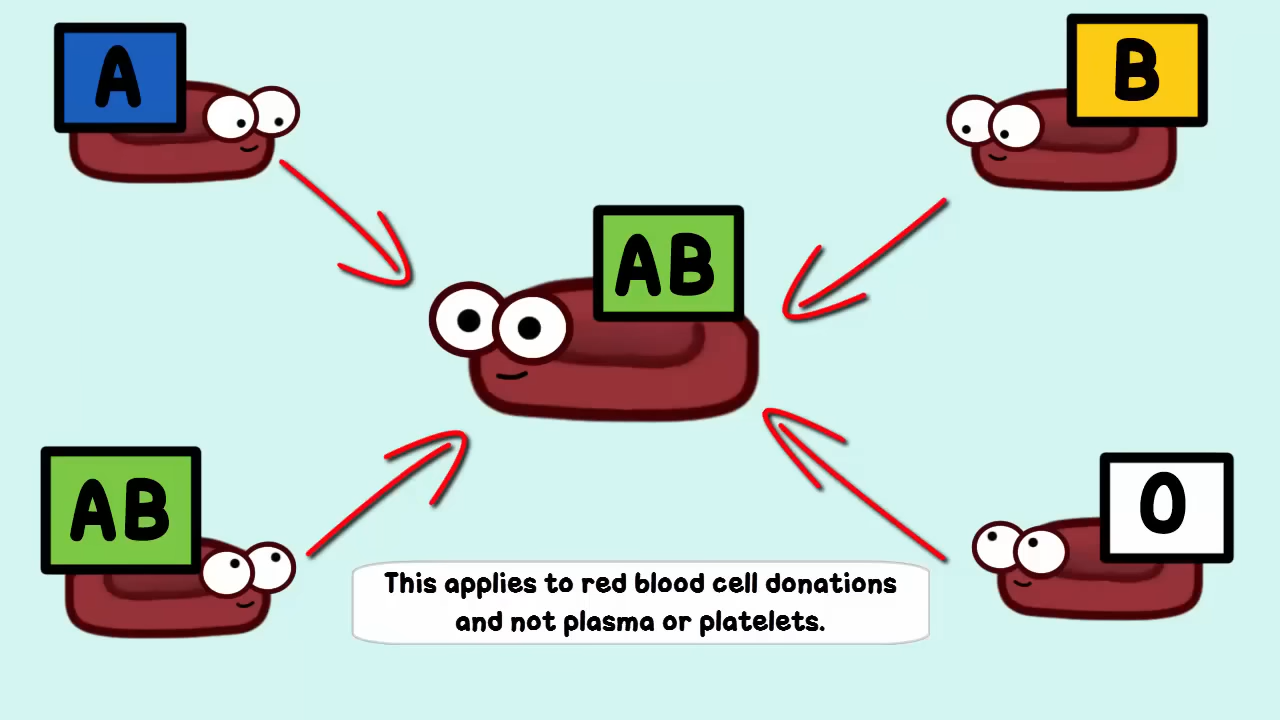 A
B
AB
AB
O
This applies to red blood cell donations
and not plasma or platelets.